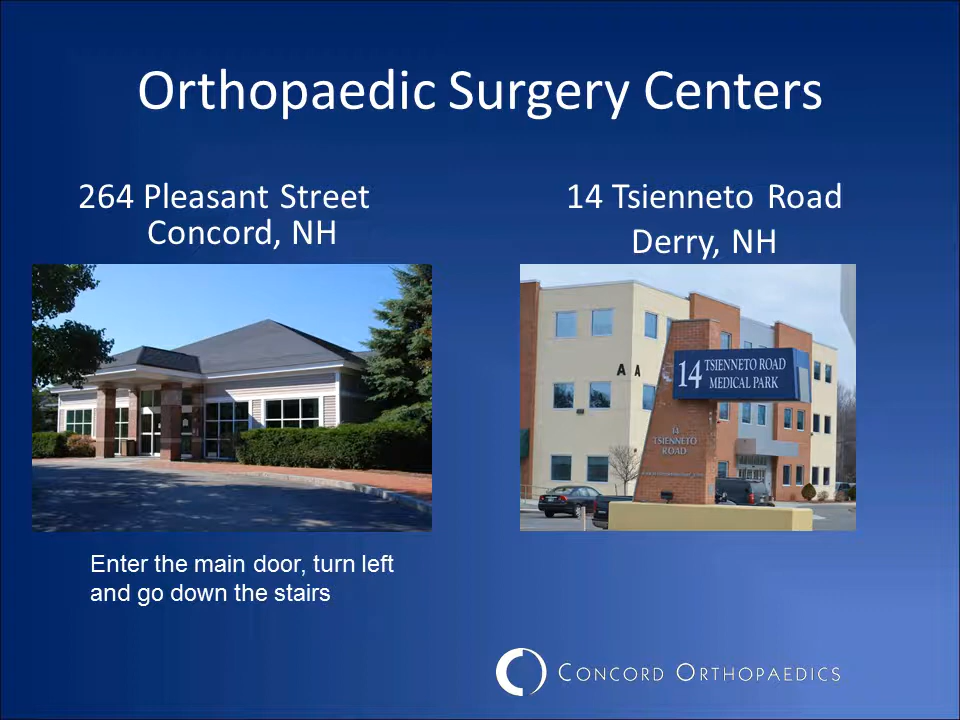 Orthopaedic Surgery Centers
264 Pleasant Street
Concord, NH
14 Tsienneto Road
Derry, NH
A A
14 TSIENNETO ROAD
MEDICAL PARK
14
TSIENNETO
ROAD
Enter the main door, turn left
and go down the stairs
CONCORD ORTHOPAEDICS